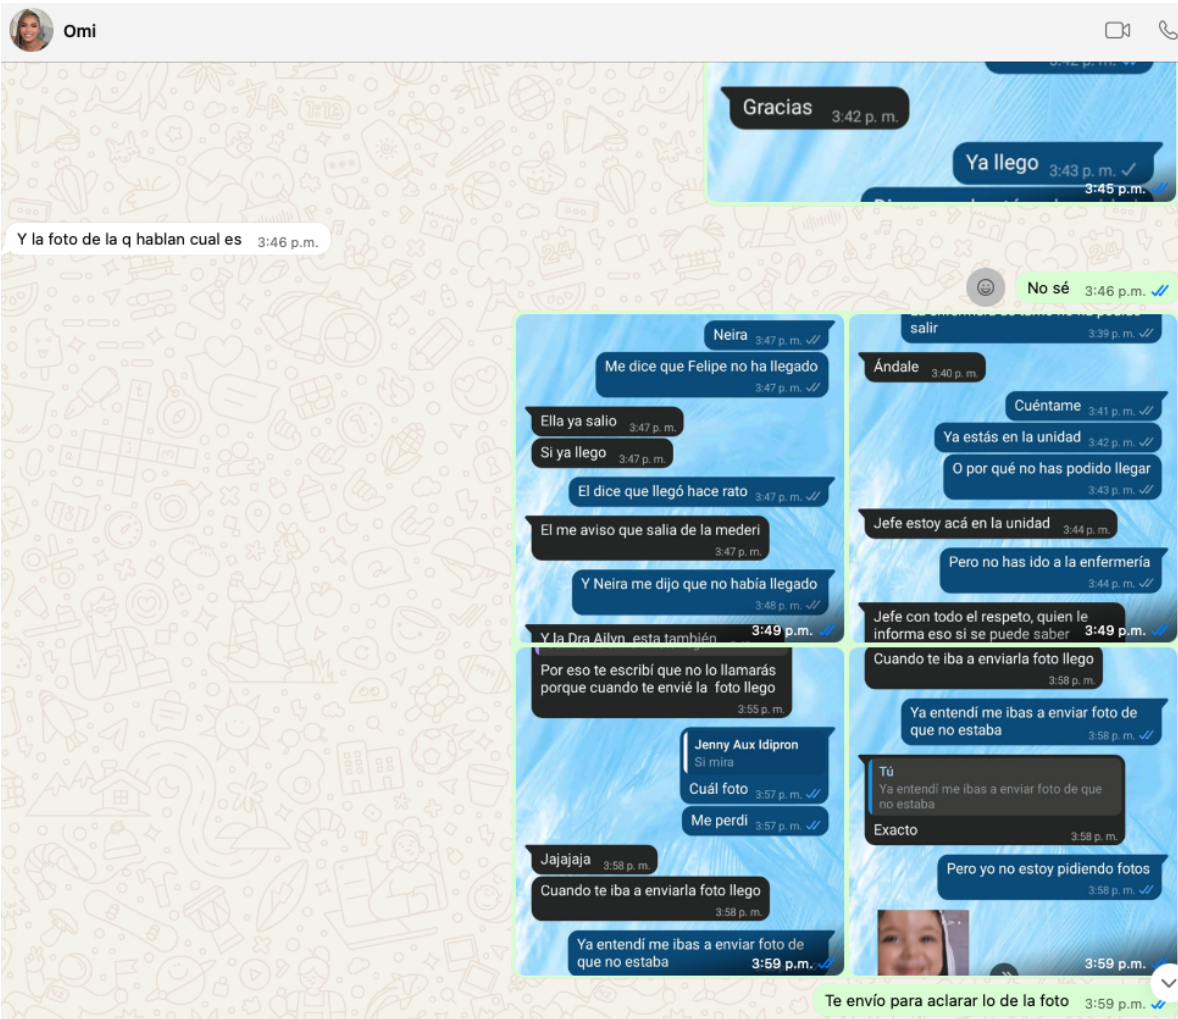 Omi
Gracias 3:42 p. m.
Ya llego 3:43 p. m.
3:45 p.m.
Y la foto de la q hablan cual es 3:46 p.m.
No sé 3:46 p.m.
Neira 3:47 p. m.
Me dice que Felipe no ha llegado
3:47 p. m.
Ella ya salio 3:47 p. m.
Si ya llego 3:47 p. m.
El dice que llegó hace rato 3:47 p. m.
El me aviso que salia de la mederi
3:47 p. m.
Y Neira me dijo que no había llegado
3:48 p. m.
Y la Dra Ailyn esta también
3:49 p.m.
salir 3:39 p. m.
Ándale 3:40 p. m.
Cuéntame 3:41 p. m.
Ya estás en la unidad 3:42 p. m.
O por qué no has podido llegar
3:43 p. m.
Jefe estoy acá en la unidad 3:44 p. m.
Pero no has ido a la enfermería
3:44 p. m.
Jefe con todo el respeto, quien le
informa eso si se puede saber 3:49 p.m.
Por eso te escribí que no lo llamarás
porque cuando te envié la foto llego
3:55 p. m.
Jenny Aux Idipron
Si mira
Cuál foto 3:57 p. m.
Me perdi 3:57 p. m.
Jajajaja 3:58 p. m.
Cuando te iba a enviarla foto llego
3:58 p. m.
Ya entendí me ibas a enviar foto de
que no estaba 3:59 p.m.
Cuando te iba a enviarla foto llego
3:58 p. m.
Ya entendí me ibas a enviar foto de
que no estaba 3:58 p. m.
Tú
Ya entendí me ibas a enviar foto de que
no estaba
Exacto 3:58 p. m.
Pero yo no estoy pidiendo fotos
3:58 p. m.
3:59 p.m.
Te envío para aclarar lo de la foto 3:59 p.m.